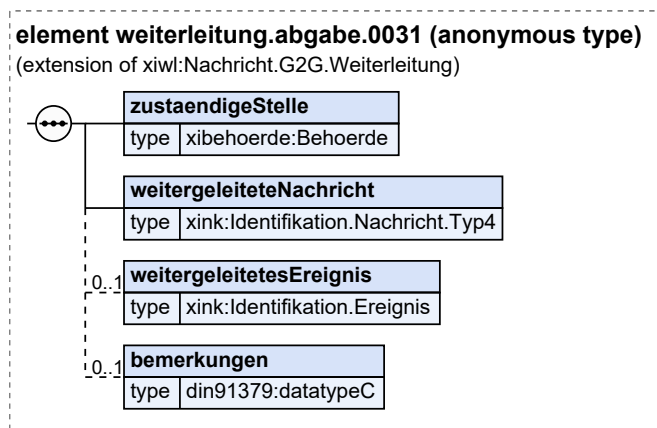 element weiterleitung.abgabe.0031 (anonymous type)
(extension of xiwl:Nachricht.G2G.Weiterleitung)
zustaendigeStelle
type xibehoerde:Behoerde
weitergeleiteteNachricht
type xink:Identifikation.Nachricht.Typ4
0..1 weitergeleitetesEreignis
type xink:Identifikation.Ereignis
0..1 bemerkungen
type din91379:datatypeC